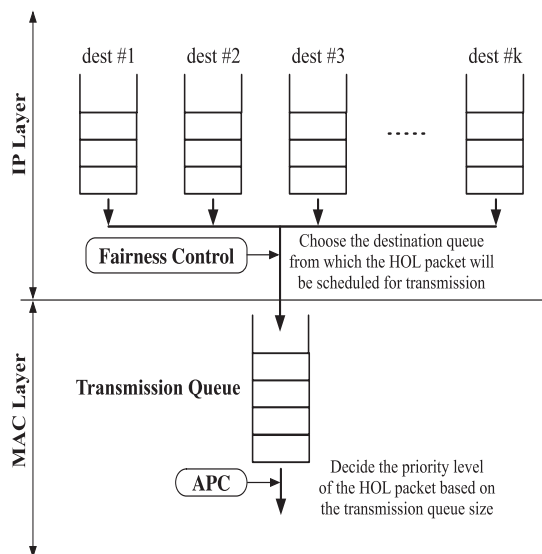 IP Layer
dest #1
dest #2
dest #3
dest #k
.....
Fairness Control
Choose the destination queue
from which the HOL packet will
be scheduled for transmission
MAC Layer
Transmission Queue
APC
Decide the priority level
of the HOL packet based on
the transmission queue size